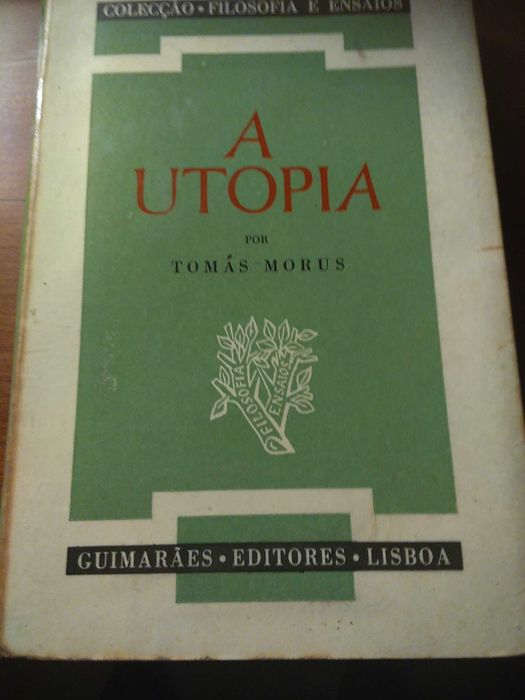 COLECÇÃO • FILOSOFIA E ENSAIOS
A
UTOPIA
POR
TOMÁS MORUS
FILOSOFIA
ENSAIOS
GUIMARÃES • EDITORES • LISBOA